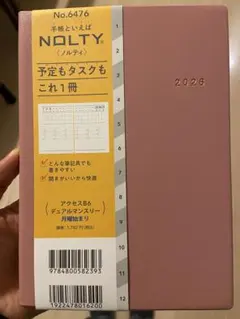 No.6476
手帳といえば
NOLTY®
〈ノルティ〉
予定もタスクも
これ1冊
✓どんな筆記具でも
書きやすい
✓開きがいいから快適
アクセスB6
デュアルマンスリー
月曜始まり
9784800582393
1922478016200
2026
1
2
3
4
5
6
7
8
9
10
11
12